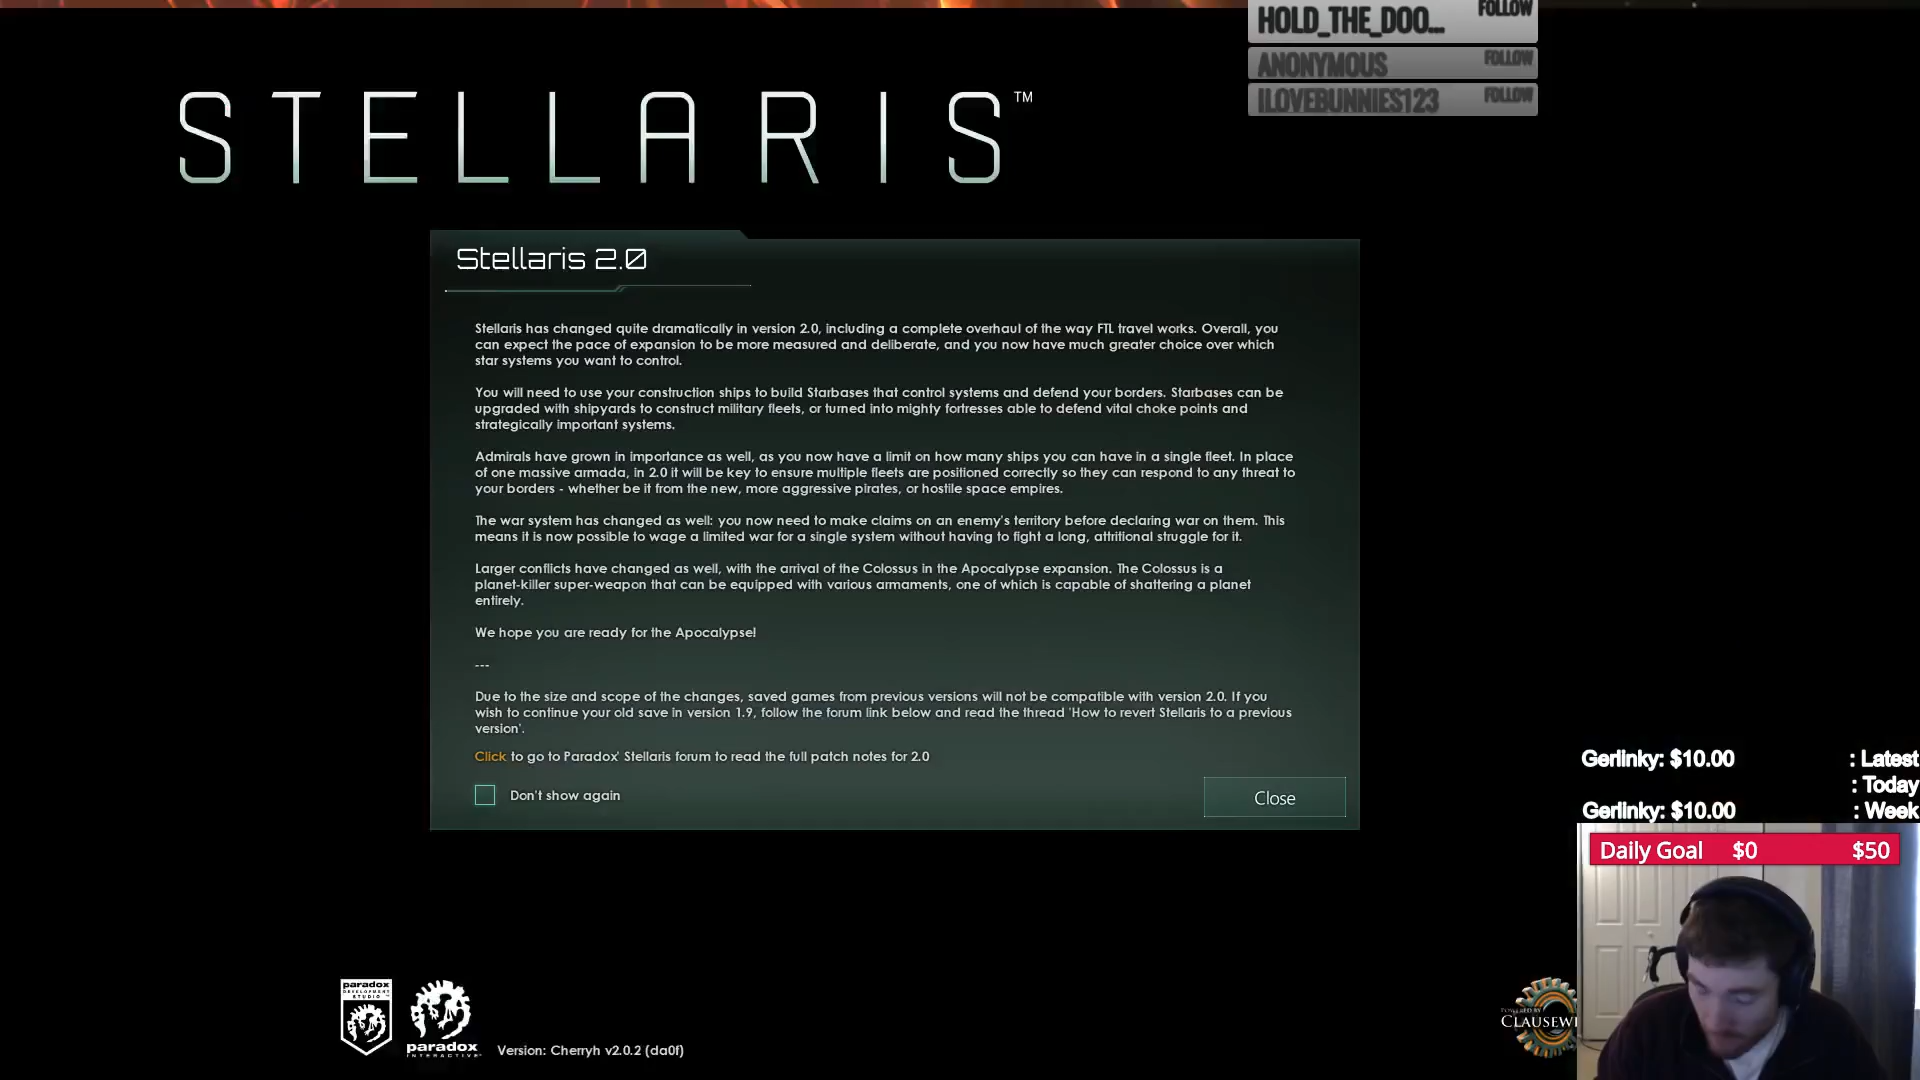 HOLD_THE_DOO... FOLLOW
ANONYMOUS FOLLOW
ILOVEBUNNIES123 FOLLOW
STELLARIS™
Stellaris 2.0
Stellaris has changed quite dramatically in version 2.0, including a complete overhaul of the way FTL travel works. Overall, you
can expect the pace of expansion to be more measured and deliberate, and you now have much greater choice over which
star systems you want to control.
You will need to use your construction ships to build Starbases that control systems and defend your borders. Starbases can be
upgraded with shipyards to construct military fleets, or turned into mighty fortresses able to defend vital choke points and
strategically important systems.
Admirals have grown in importance as well, as you now have a limit on how many ships you can have in a single fleet. In place
of one massive armada, in 2.0 it will be key to ensure multiple fleets are positioned correctly so they can respond to any threat to
your borders - whether be it from the new, more aggressive pirates, or hostile space empires.
The war system has changed as well: you now need to make claims on an enemy's territory before declaring war on them. This
means it is now possible to wage a limited war for a single system without having to fight a long, attritional struggle for it.
Larger conflicts have changed as well, with the arrival of the Colossus in the Apocalypse expansion. The Colossus is a
planet-killer super-weapon that can be equipped with various armaments, one of which is capable of shattering a planet
entirely.
We hope you are ready for the Apocalypse!
---
Due to the size and scope of the changes, saved games from previous versions will not be compatible with version 2.0. If you
wish to continue your old save in version 1.9, follow the forum link below and read the thread 'How to revert Stellaris to a previous
version'.
Click to go to Paradox' Stellaris forum to read the full patch notes for 2.0
Don't show again
Close
Gerlinky: $10.00 : Latest
: Today
Gerlinky: $10.00 : Week
Daily Goal $0 $50
paradox
DEVELOPMENT
STUDIO
paradox
INTERACTIVE
Version: Cherryh v2.0.2 (da0f)
POWERED BY
CLAUSEWI